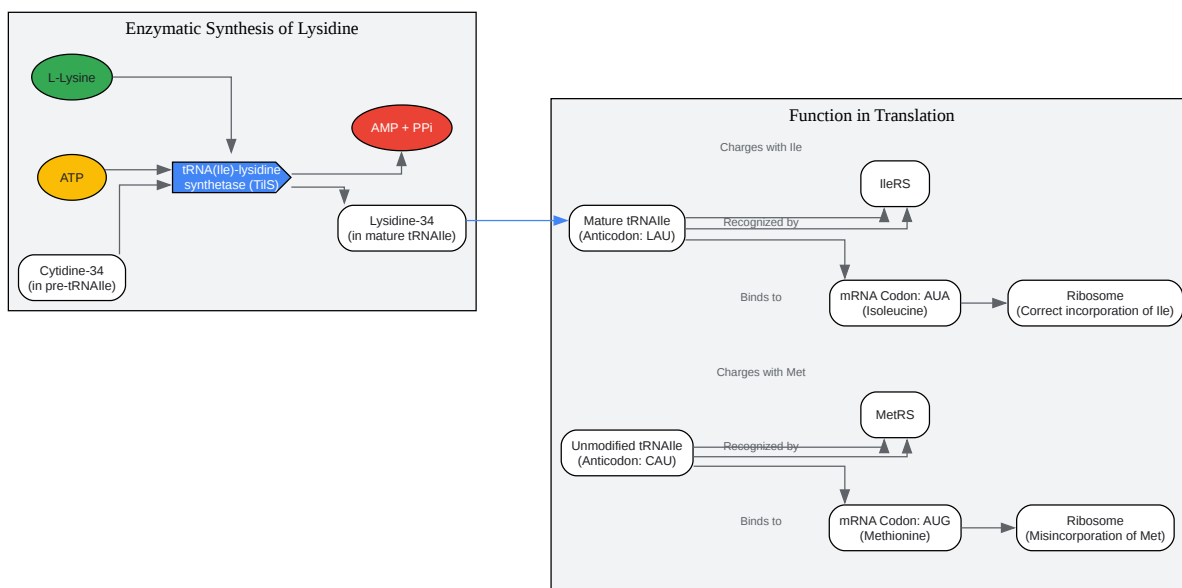 Enzymatic Synthesis of Lysidine
L-Lysine
AMP + PPi
ATP
tRNA(Ile)-lysidine
synthetase (TilS)
Lysidine-34
(in mature tRNAIle)
Cytidine-34
(in pre-tRNAIle)
Function in Translation
Charges with Ile
IleRS
Mature tRNAIle
(Anticodon: LAU)
Recognized by
Binds to
mRNA Codon: AUA
(Isoleucine)
Ribosome
(Correct incorporation of Ile)
Charges with Met
MetRS
Unmodified tRNAIle
(Anticodon: CAU)
Recognized by
Binds to
mRNA Codon: AUG
(Methionine)
Ribosome
(Misincorporation of Met)